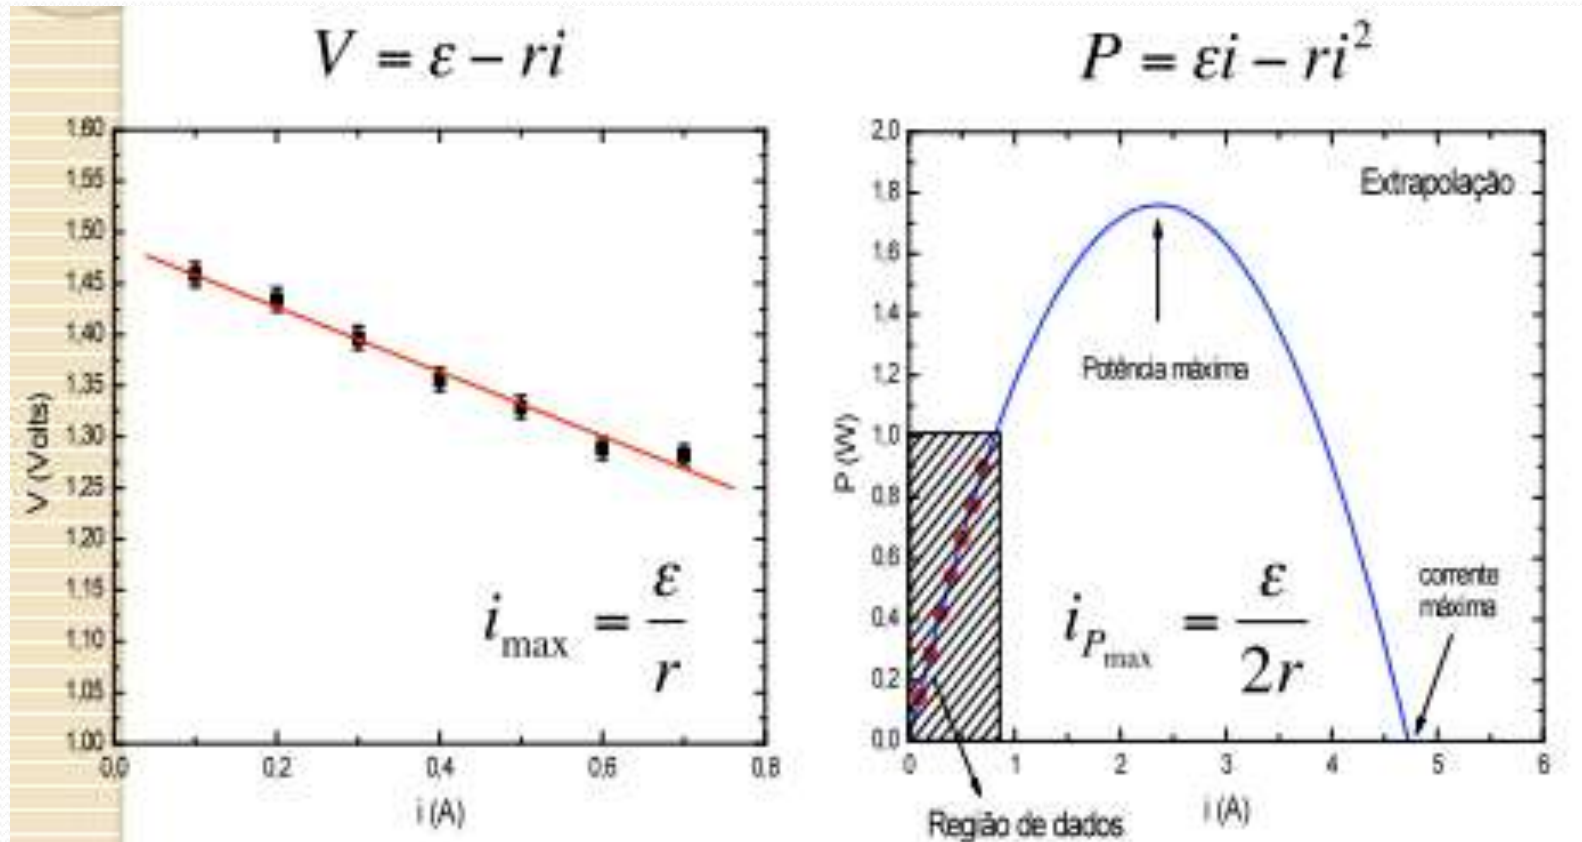 V = ε − ri
1.60
1.55
1.50
1.45
1.40
1.35
1.30
1.25
1.20
1.15
1.10
1.05
1.00
V (Volts)
0,0 0,2 0,4 0,6 0,8
i (A)
i_max = ε/r
P = εi − ri²
2,0
1,8
1,6
1,4
1,2
1,0
0,8
0,6
0,4
0,2
0,0
P (W)
0 1 2 3 4 5 6
i (A)
Extrapolação
Potência máxima
corrente
máxima
i_Pmax = ε/2r
Região de dados